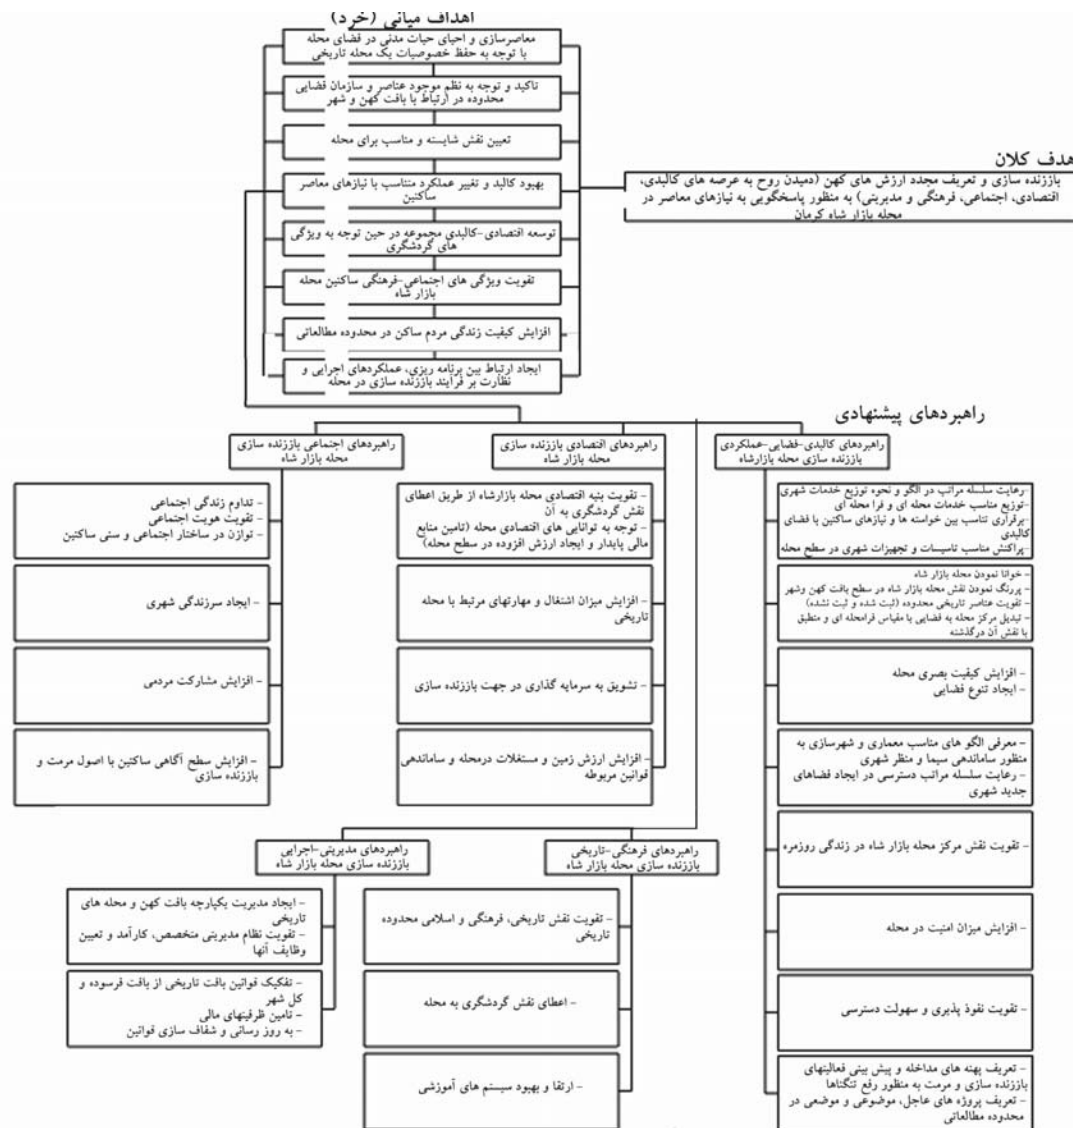 اهداف میانی (خرد)
معاصرسازی و احیای حیات مدنی در فضای محله
با توجه به حفظ خصوصیات یک محله تاریخی
تاکید و توجه به نظم موجود عناصر و سازمان فضایی
محدوده در ارتباط با بافت کهن و شهر
تعیین نقش شایسته و مناسب برای محله
بهبود کالبد و تغییر عملکرد متناسب با نیازهای معاصر
ساکنین
توسعه اقتصادی-کالبدی مجموعه در حین توجه به ویژگی
های گردشگری
تقویت ویژگی های اجتماعی-فرهنگی ساکنین محله
بازار شاه
افزایش کیفیت زندگی مردم ساکن در محدوده مطالعاتی
ایجاد ارتباط بین برنامه ریزی، عملکردهای اجرایی و
نظارت بر فرآیند باززنده سازی در محله
هدف کلان
باززنده سازی و تعریف مجدد ارزش های کهن (دمیدن روح به عرصه های کالبدی،
اقتصادی، اجتماعی، فرهنگی و مدیریتی) به منظور پاسخگویی به نیازهای معاصر در
محله بازار شاه کرمان
راهبردهای پیشنهادی
راهبردهای کالبدی-فضایی-عملکردی
باززنده سازی محله بازارشاه
-رعایت سلسله مراتب در الگو و نحوه توزیع خدمات شهری
-توزیع مناسب خدمات محله ای و فرا محله ای
-برقراری تناسب بین خواسته ها و نیازهای ساکنین با فضای
کالبدی
-پراکنش مناسب تاسیسات و تجهیزات شهری در سطح محله
- خوانا نمودن محله بازار شاه
- پررنگ نمودن نقش محله بازار شاه در سطح بافت کهن وشهر
- تقویت عناصر تاریخی محدوده (ثبت شده و ثبت نشده)
- تبدیل مرکز محله به فضایی با مقیاس فرامحله ای و منطبق
با نقش آن درگذشته
- افزایش کیفیت بصری محله
- ایجاد تنوع فضایی
- معرفی الگو های مناسب معماری و شهرسازی به
منظور ساماندهی سیما و منظر شهری
- رعایت سلسله مراتب دسترسی در ایجاد فضاهای
جدید شهری
- تقویت نقش مرکز محله بازار شاه در زندگی روزمره
- افزایش میزان امنیت در محله
- تقویت نفوذ پذیری و سهولت دسترسی
- تعریف پهنه های مداخله و پیش بینی فعالیتهای
باززنده سازی و مرمت به منظور رفع تنگناها
- تعریف پروژه های عاجل، موضوعی و موضعی در
محدوده مطالعاتی
راهبردهای اقتصادی باززنده سازی
محله بازار شاه
- تقویت بنیه اقتصادی محله بازارشاه از طریق اعطای
نقش گردشگری به آن
- توجه به توانایی های اقتصادی محله (تامین منابع
مالی پایدار و ایجاد ارزش افزوده در سطح محله)
- افزایش میزان اشتغال و مهارتهای مرتبط با محله
تاریخی
- تشویق به سرمایه گذاری در جهت باززنده سازی
- افزایش ارزش زمین و مستغلات درمحله و ساماندهی
قوانین مربوطه
راهبردهای اجتماعی باززنده سازی
محله بازار شاه
- تداوم زندگی اجتماعی
- تقویت هویت اجتماعی
- توازن در ساختار اجتماعی و سنی ساکنین
- ایجاد سرزندگی شهری
- افزایش مشارکت مردمی
- افزایش سطح آگاهی ساکنین با اصول مرمت و
باززنده سازی
راهبردهای فرهنگی-تاریخی
باززنده سازی محله بازار شاه
- تقویت نقش تاریخی، فرهنگی و اسلامی محدوده
تاریخی
- اعطای نقش گردشگری به محله
- ارتقا و بهبود سیستم های آموزشی
راهبردهای مدیریتی-اجرایی
باززنده سازی محله بازار شاه
- ایجاد مدیریت یکپارچه بافت کهن و محله های
تاریخی
- تقویت نظام مدیریتی متخصص، کارآمد و تعیین
وظایف آنها
- تفکیک قوانین بافت تاریخی از بافت فرسوده و
کل شهر
- تامین ظرفیتهای مالی
- به روز رسانی و شفاف سازی قوانین